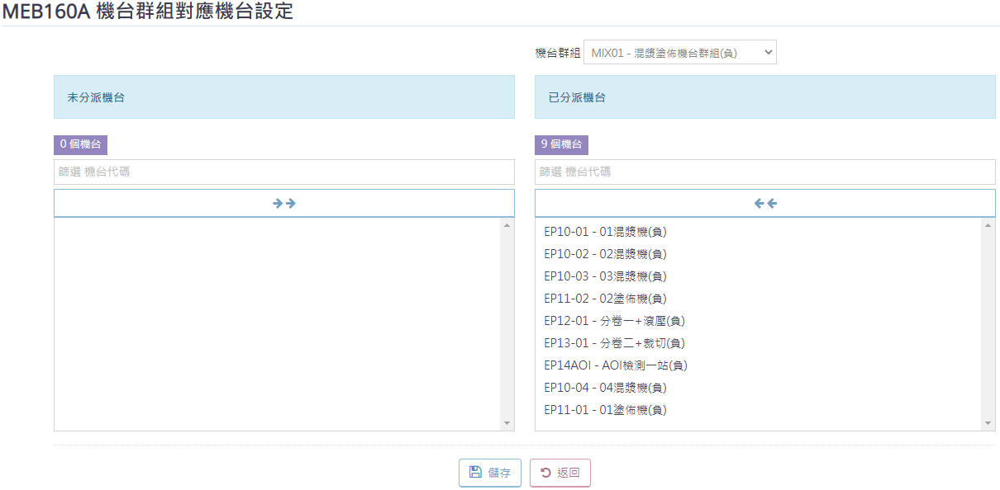 MEB160A 機台群組對應機台設定
機台群組 MIX01 - 混漿塗佈機台群組(負)
未分派機台
已分派機台
0 個機台
9 個機台
篩選 機台代碼
篩選 機台代碼
EP10-01 - 01混漿機(負)
EP10-02 - 02混漿機(負)
EP10-03 - 03混漿機(負)
EP11-02 - 02塗佈機(負)
EP12-01 - 分卷一+滾壓(負)
EP13-01 - 分卷二+裁切(負)
EP14AOI - AOI檢測一站(負)
EP10-04 - 04混漿機(負)
EP11-01 - 01塗佈機(負)
儲存
返回